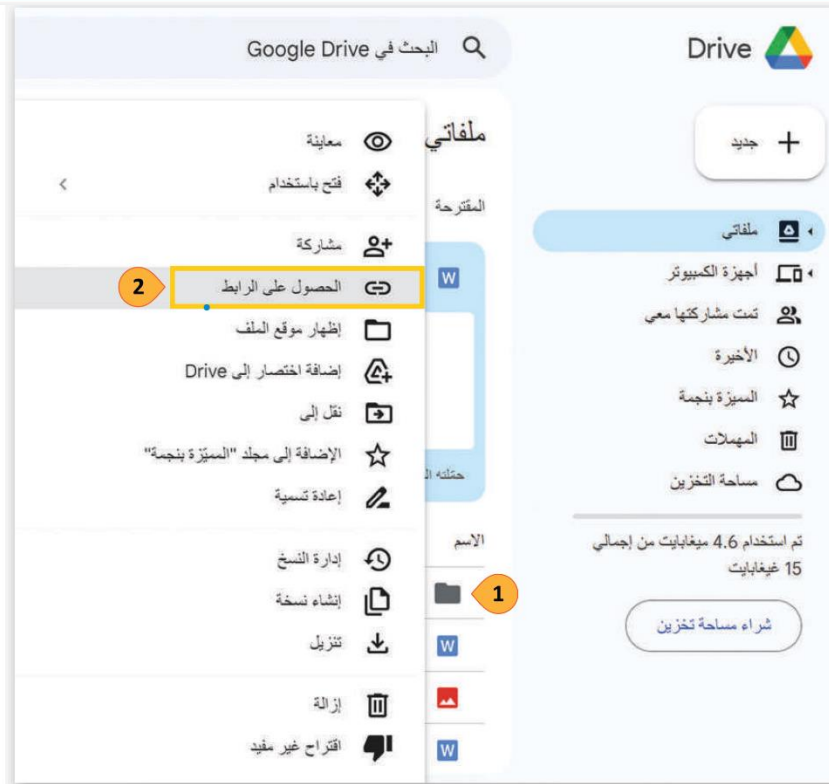 Drive
البحث في Google Drive
جديد
ملفاتي
أجهزة الكمبيوتر
تمت مشاركتها معي
الأخيرة
المميزة بنجمة
المهملات
مساحة التخزين
تم استخدام 4.6 ميغابايت من إجمالي
15 غيغابايت
شراء مساحة تخزين
ملفاتي
المقترحة
W
حمّلته
الاسم
1
W
W
معاينة
فتح باستخدام
مشاركة
الحصول على الرابط
2
إظهار موقع الملف
إضافة اختصار إلى Drive
نقل إلى
الإضافة إلى مجلد "المميّزة بنجمة"
إعادة تسمية
إدارة النسخ
إنشاء نسخة
تنزيل
إزالة
اقتراح غير مفيد